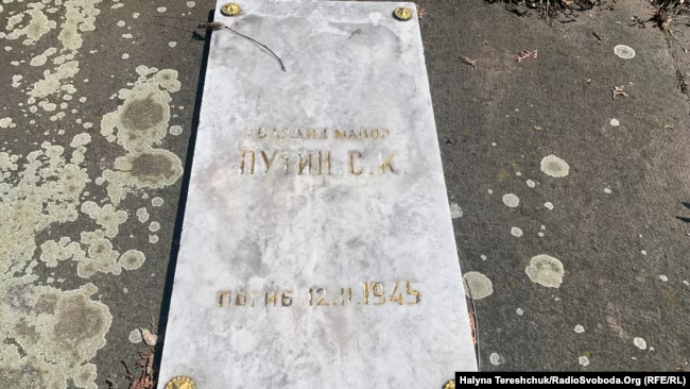 ГВАРДИИ МАЙОР
ПУТИН С.К.
ПОГИБ 12.II.1945
Halyna Tereshchuk/RadioSvoboda.Org (RFE/RL)